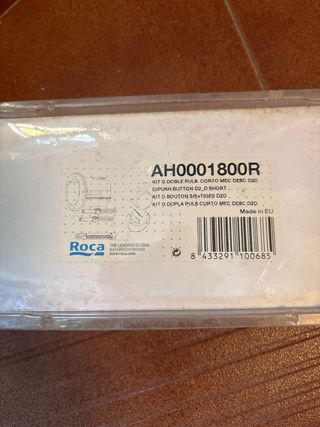 AH0001800R
KIT G DOBLE PULS. CORTO MEC DESC D2D
D/PUSH BUTTON D2_D SHORT
KIT G BOUTON 3/6+TIGES D2D
KIT G DUPLA PULS CURTO MEC DESC. D2D
Made in EU
Roca
THE LEADING GLOBAL
BATHROOM BRAND
www.roca.com
8 433291 100685